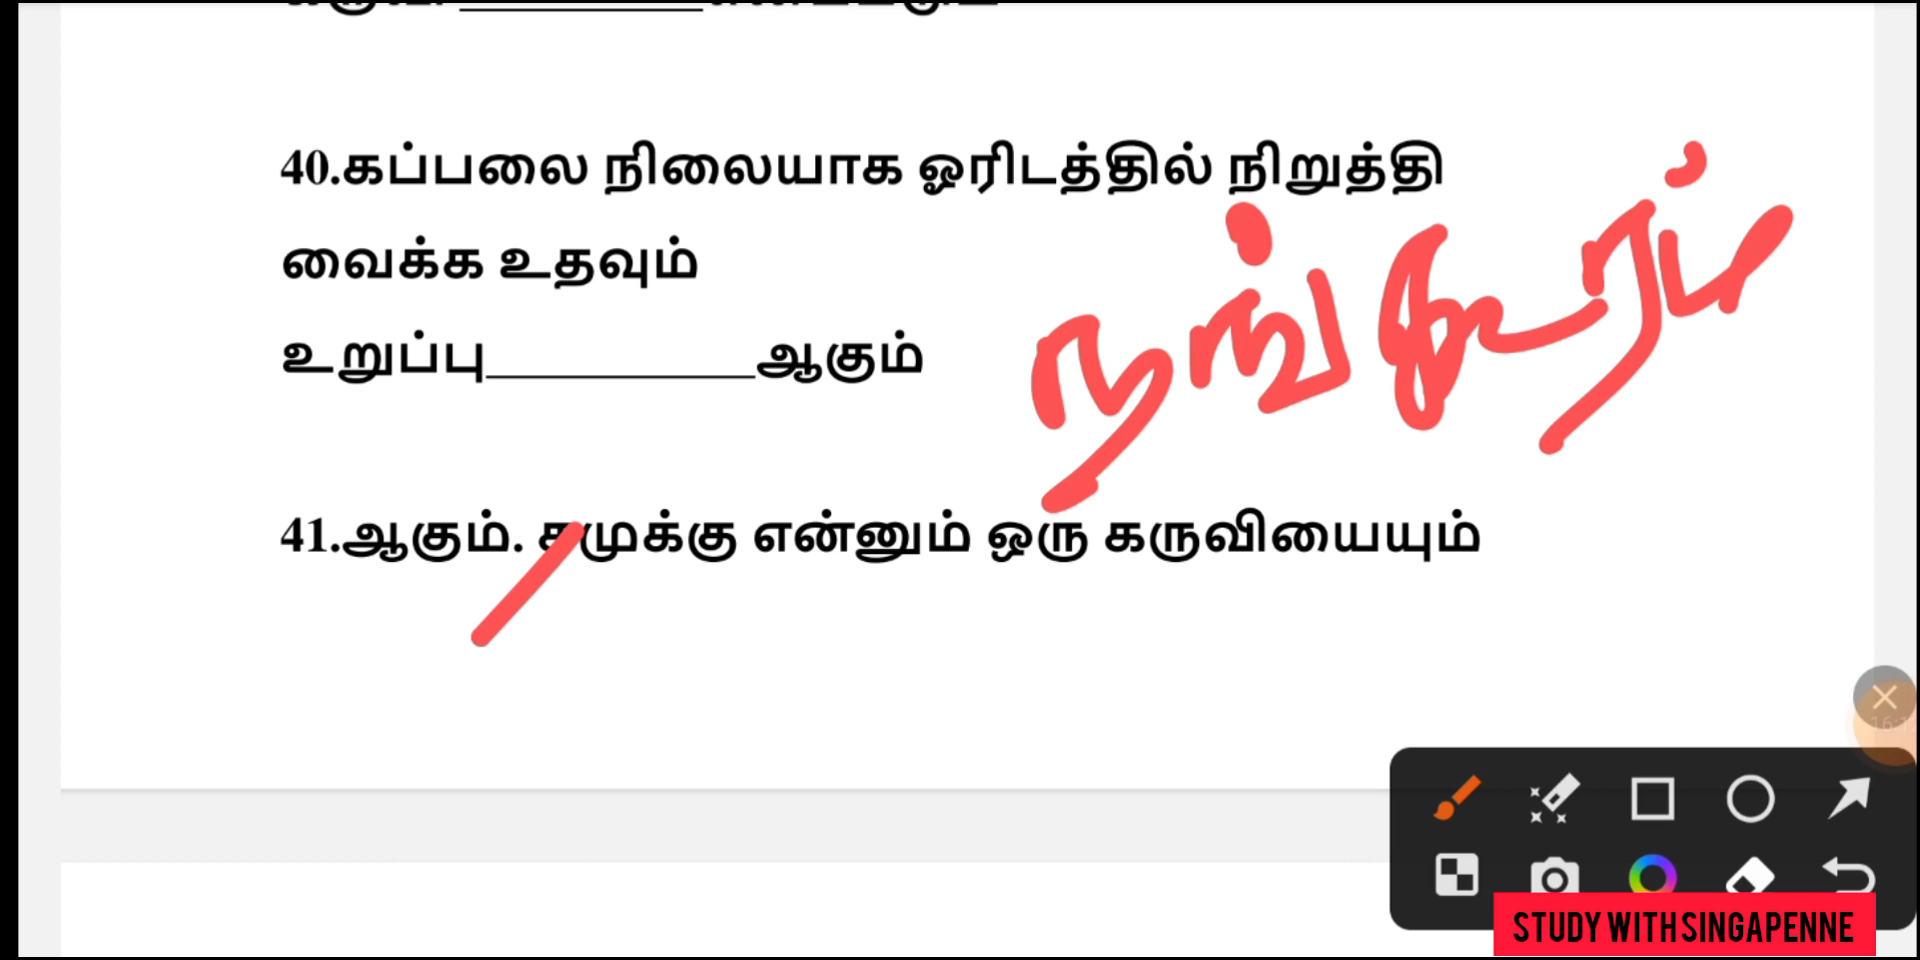 40.கப்பலை நிலையாக ஓரிடத்தில் நிறுத்தி
வைக்க உதவும்
உறுப்பு__________ஆகும்
நங்கூரம்
41.ஆகும். சமுக்கு என்னும் ஒரு கருவியையும்
STUDY WITH SINGAPENNE